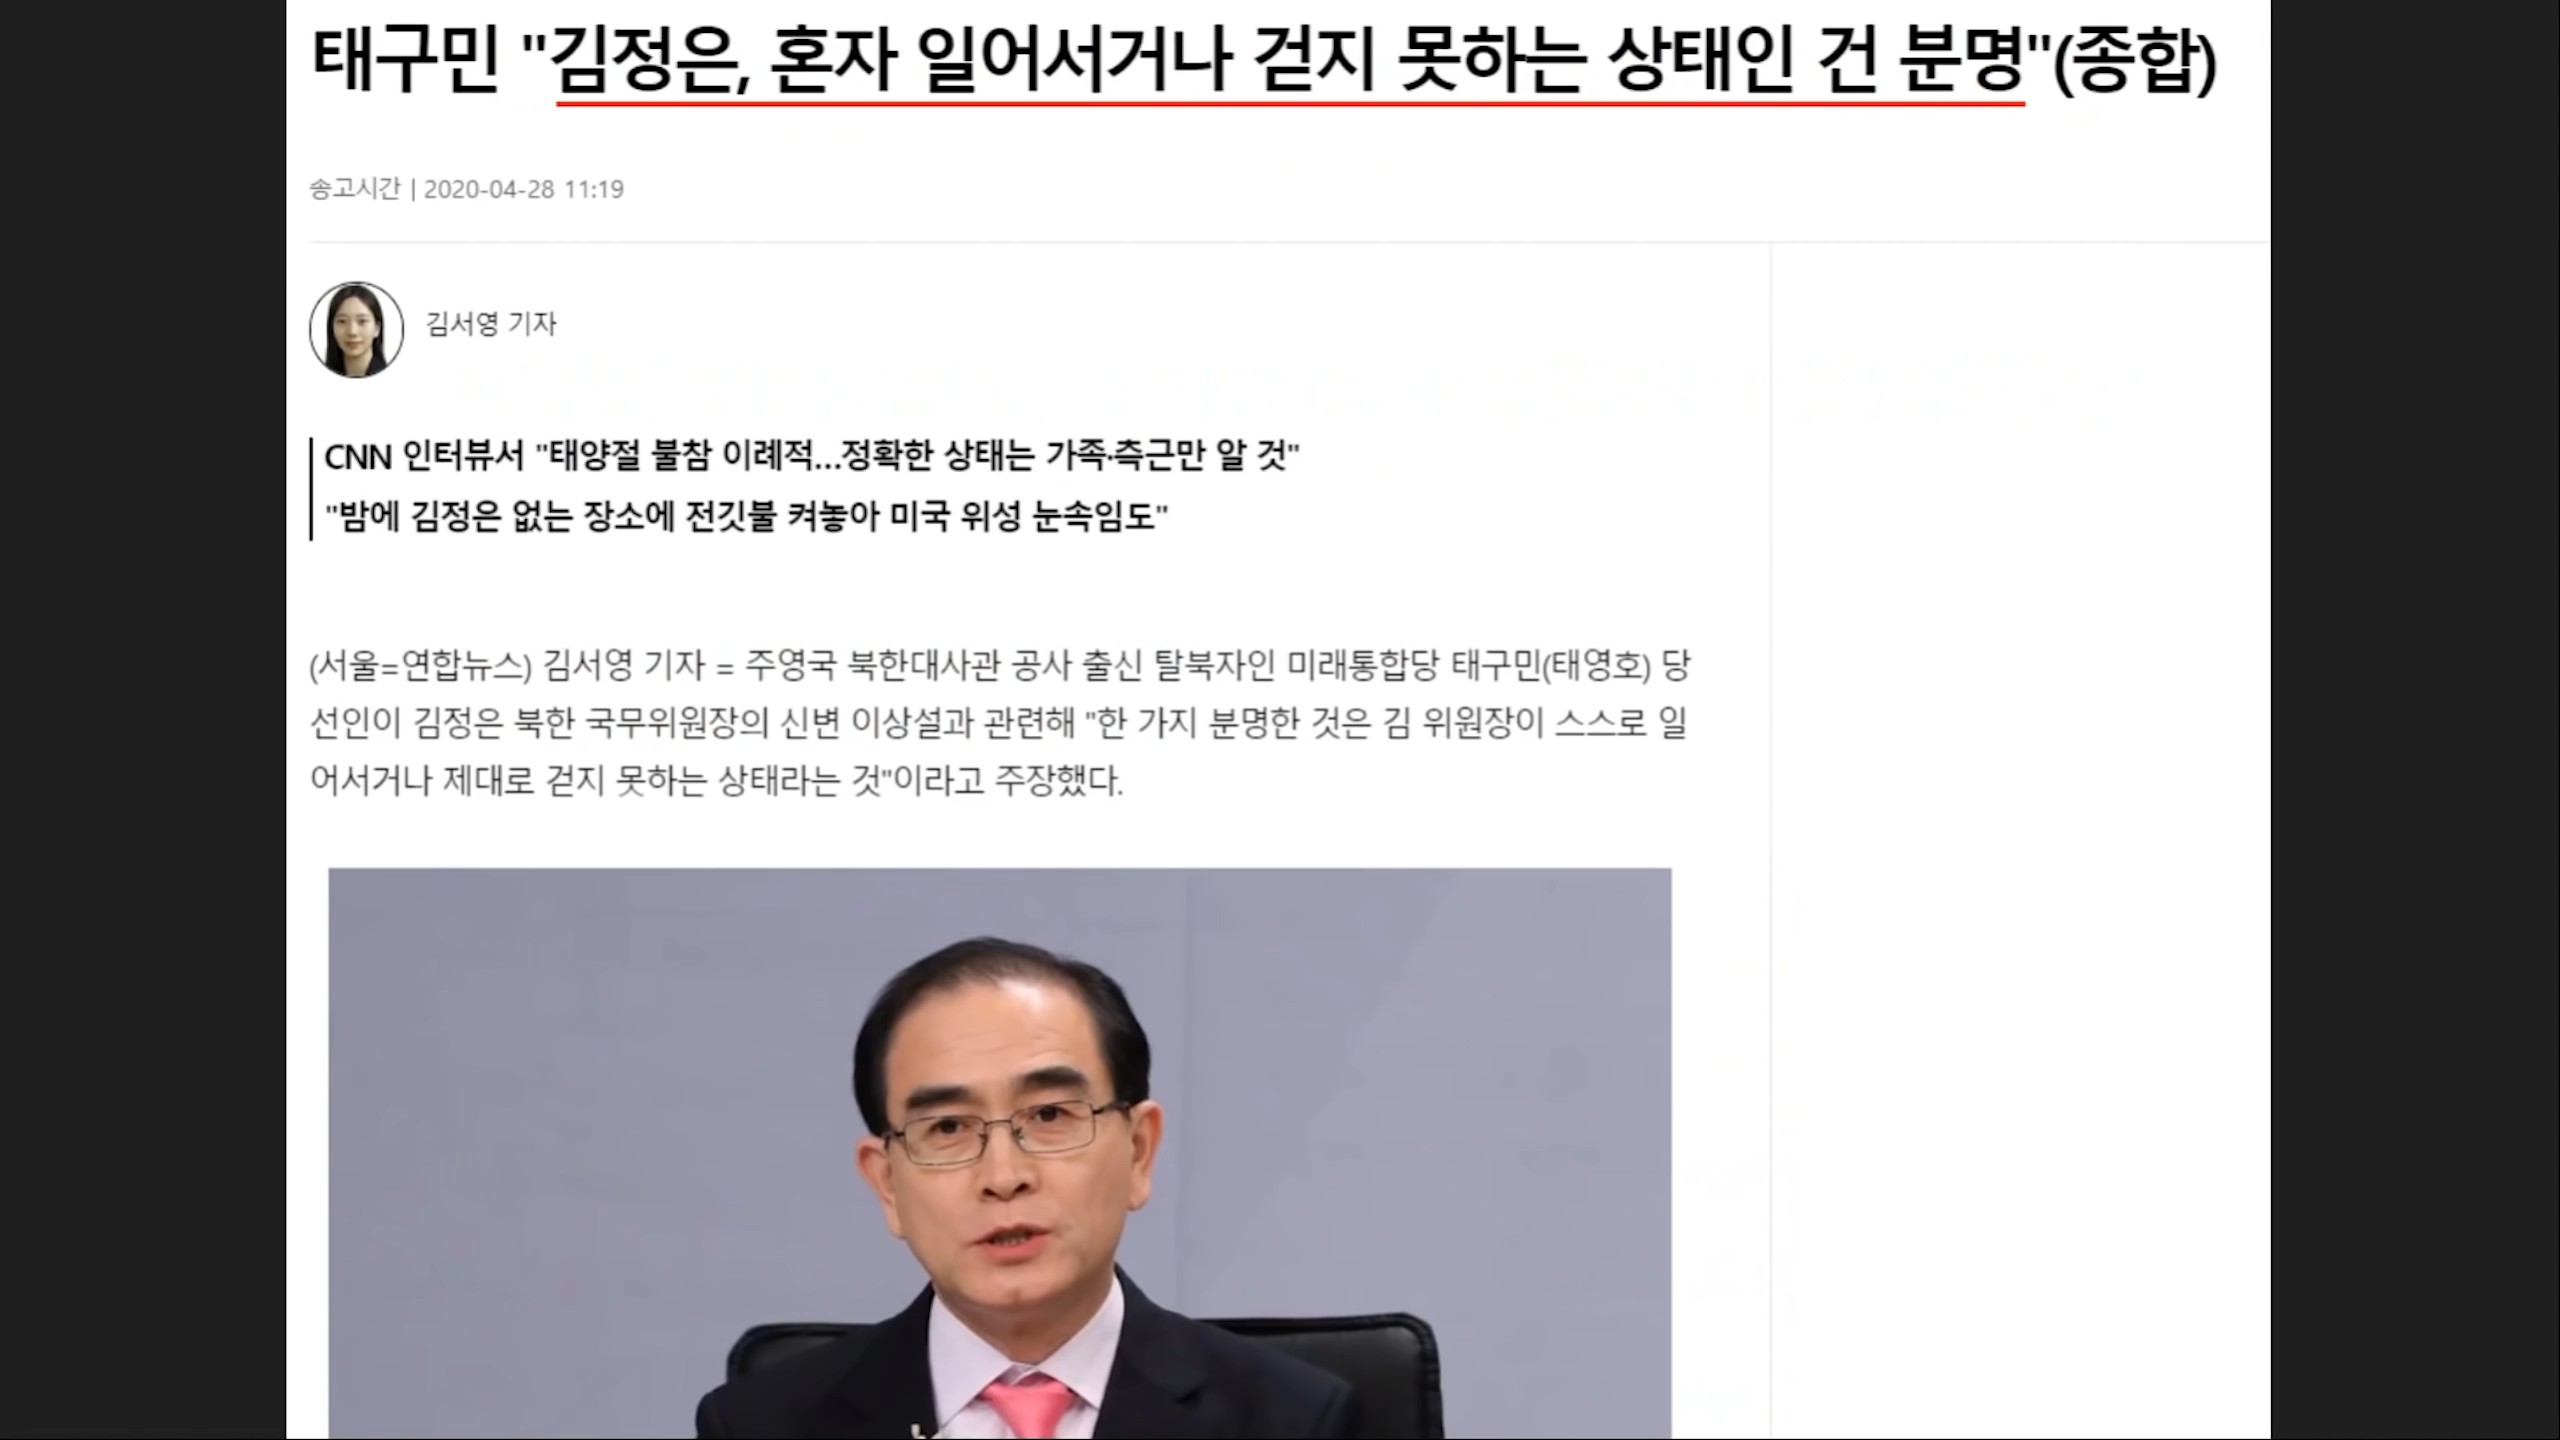 태구민 "김정은, 혼자 일어서거나 걷지 못하는 상태인 건 분명"(종합)
송고시간 | 2020-04-28 11:19
김서영 기자
CNN 인터뷰서 "태양절 불참 이례적…정확한 상태는 가족·측근만 알 것"
"밤에 김정은 없는 장소에 전깃불 켜놓아 미국 위성 눈속임도"
(서울=연합뉴스) 김서영 기자 = 주영국 북한대사관 공사 출신 탈북자인 미래통합당 태구민(태영호) 당
선인이 김정은 북한 국무위원장의 신변 이상설과 관련해 "한 가지 분명한 것은 김 위원장이 스스로 일
어서거나 제대로 걷지 못하는 상태라는 것"이라고 주장했다.